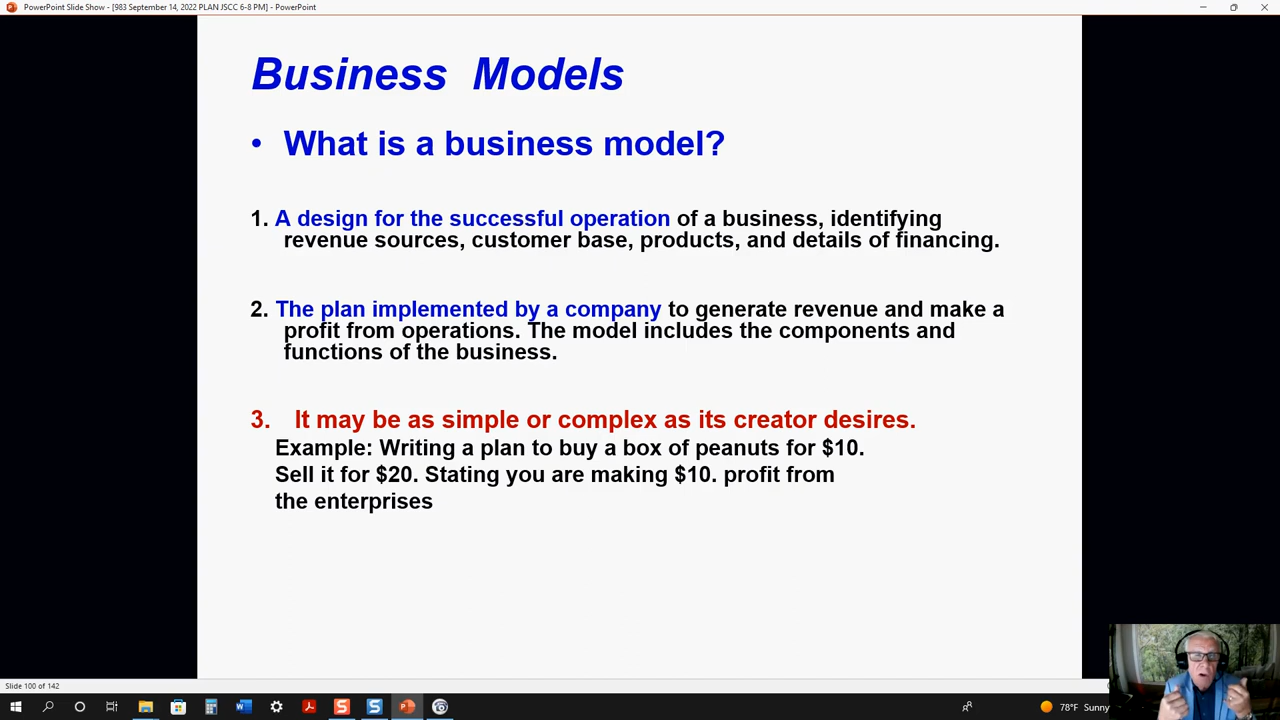 PowerPoint Slide Show - [983 September 14, 2022 PLAN JSCC 6-8 PM] - PowerPoint
Business Models
• What is a business model?
1. A design for the successful operation of a business, identifying
revenue sources, customer base, products, and details of financing.
2. The plan implemented by a company to generate revenue and make a
profit from operations. The model includes the components and
functions of the business.
3. It may be as simple or complex as its creator desires.
Example: Writing a plan to buy a box of peanuts for $10.
Sell it for $20. Stating you are making $10. profit from
the enterprises
Slide 100 of 142
78°F Sunny